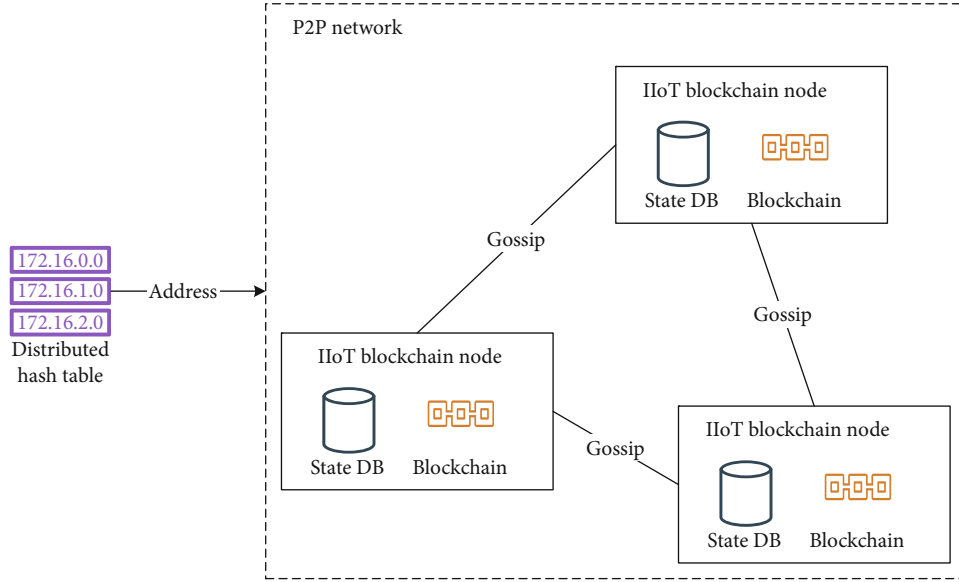 P2P network
IIoT blockchain node
State DB
Blockchain
Gossip
172.16.0.0
172.16.1.0
172.16.2.0
Distributed
hash table
Address
Gossip
IIoT blockchain node
State DB
Blockchain
Gossip
IIoT blockchain node
State DB
Blockchain